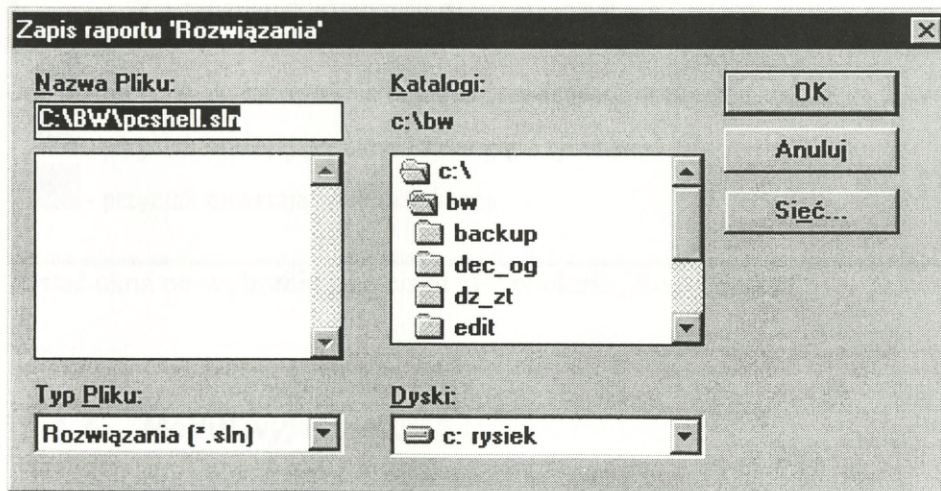 Zapis raportu 'Rozwiązania'
Nazwa Pliku:
C:\BW\pcshell.sln
Typ Pliku:
Rozwiązania (*.sln)
Katalogi:
c:\bw
c:\
bw
backup
dec_og
dz_zt
edit
Dyski:
c: rysiek
OK
Anuluj
Sieć...